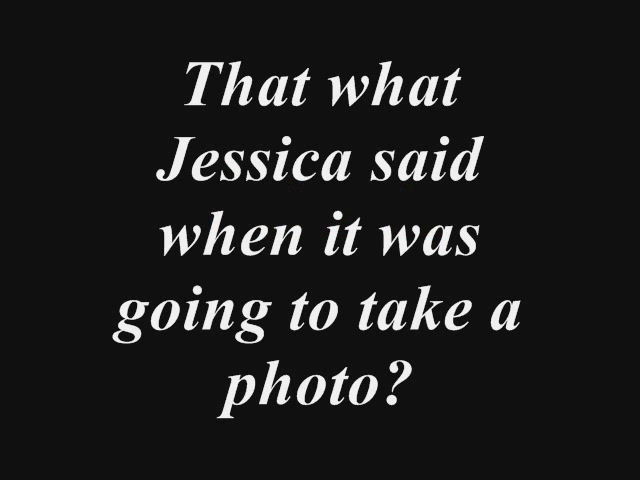 That what
Jessica said
when it was
going to take a
photo?